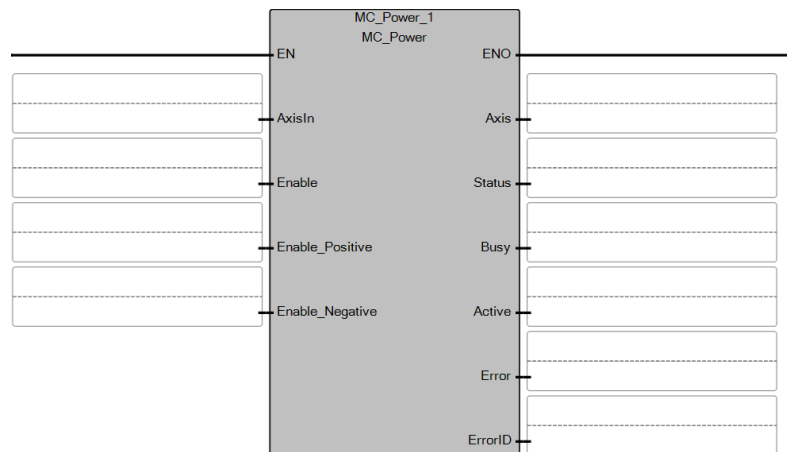 MC_Power_1
MC_Power
EN ENO
AxisIn Axis
Enable Status
Enable_Positive Busy
Enable_Negative Active
Error
ErrorID